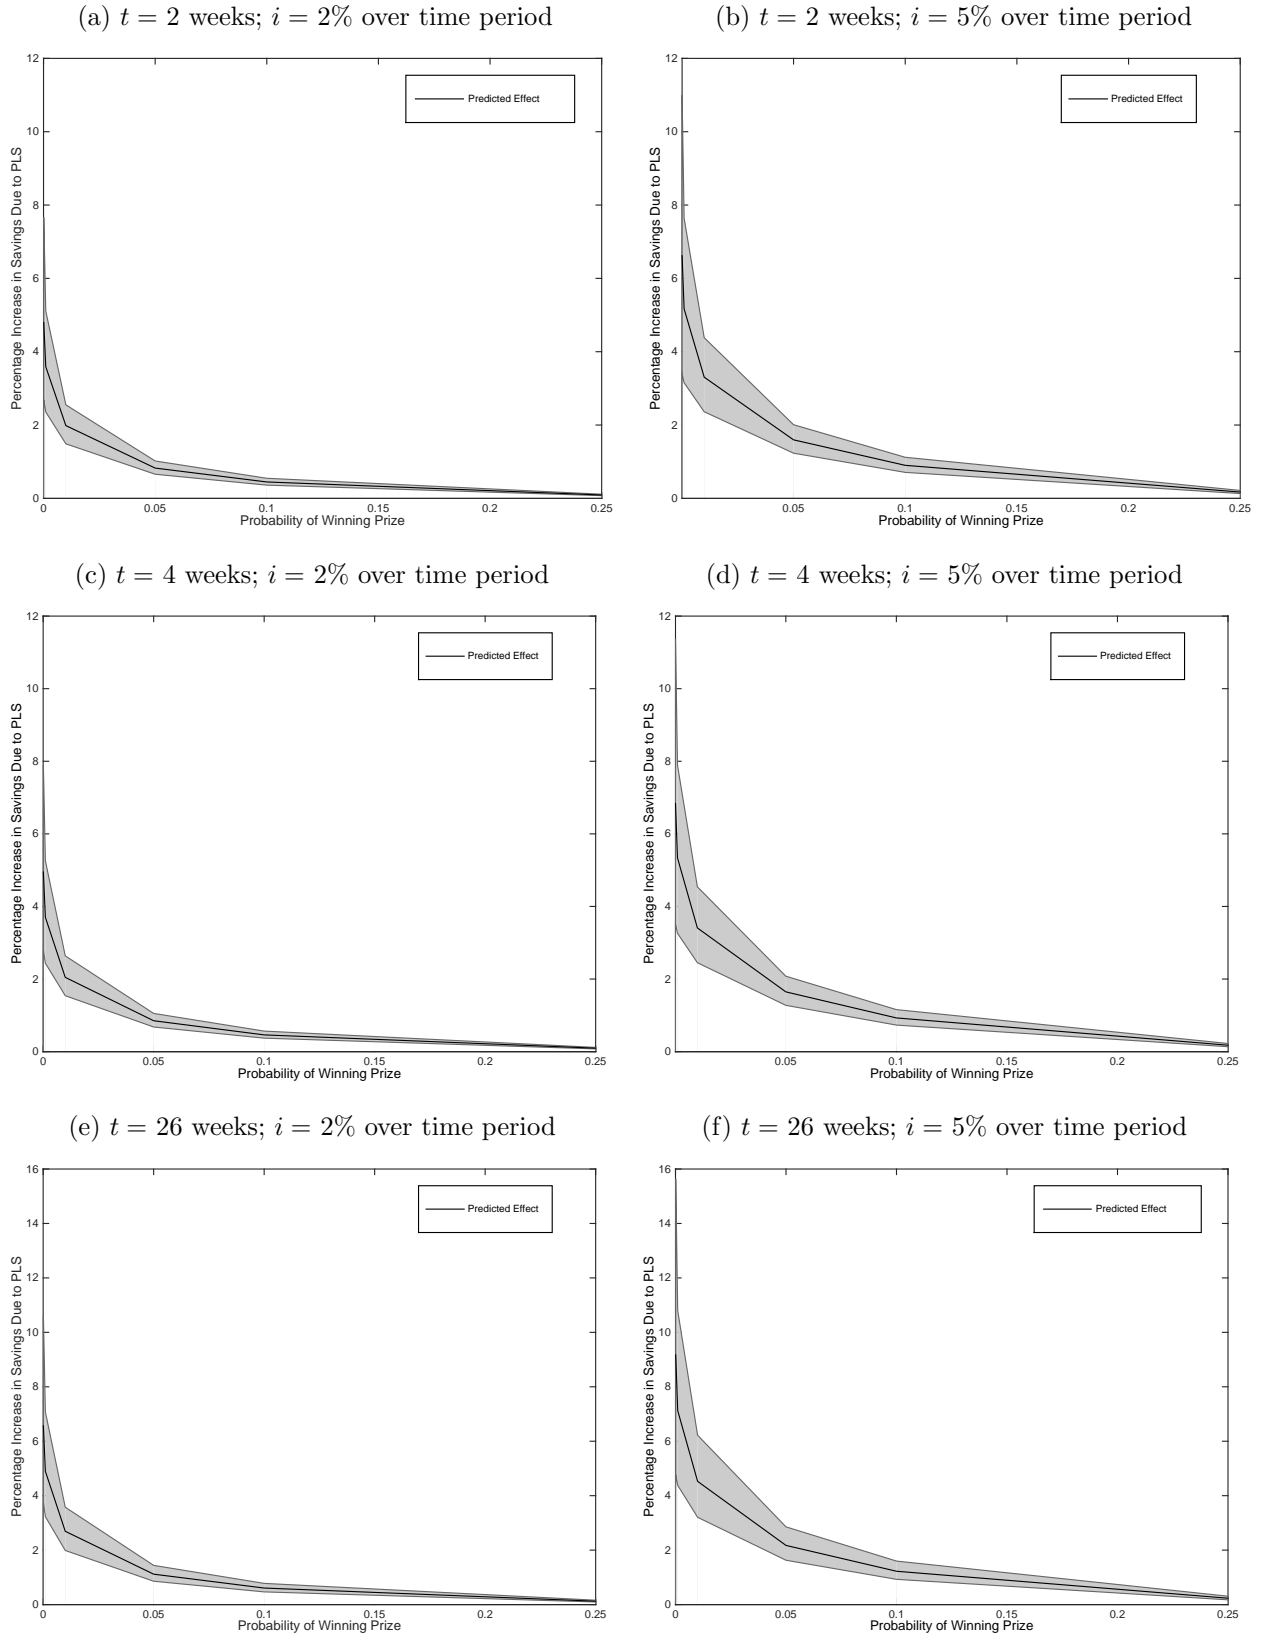 (a) t = 2 weeks; i = 2% over time period
12
10
8
6
4
2
0
Percentage Increase in Savings Due to PLS
Predicted Effect
0 0.05 0.1 0.15 0.2 0.25
Probability of Winning Prize
(b) t = 2 weeks; i = 5% over time period
12
10
8
6
4
2
0
Percentage Increase in Savings Due to PLS
Predicted Effect
0.05 0.1 0.15 0.2 0.25
Probability of Winning Prize
(c) t = 4 weeks; i = 2% over time period
12
10
8
6
4
2
0
Percentage Increase in Savings Due to PLS
Predicted Effect
0 0.05 0.1 0.15 0.2 0.25
Probability of Winning Prize
(d) t = 4 weeks; i = 5% over time period
12
10
8
6
4
2
0
Percentage Increase in Savings Due to PLS
Predicted Effect
0 0.05 0.1 0.15 0.2 0.25
Probability of Winning Prize
(e) t = 26 weeks; i = 2% over time period
16
14
12
10
8
6
4
2
0
Percentage Increase in Savings Due to PLS
Predicted Effect
0 0.05 0.1 0.15 0.2 0.25
Probability of Winning Prize
(f) t = 26 weeks; i = 5% over time period
16
14
12
10
8
6
4
2
0
Percentage Increase in Savings Due to PLS
Predicted Effect
0 0.05 0.1 0.15 0.2 0.25
Probability of Winning Prize